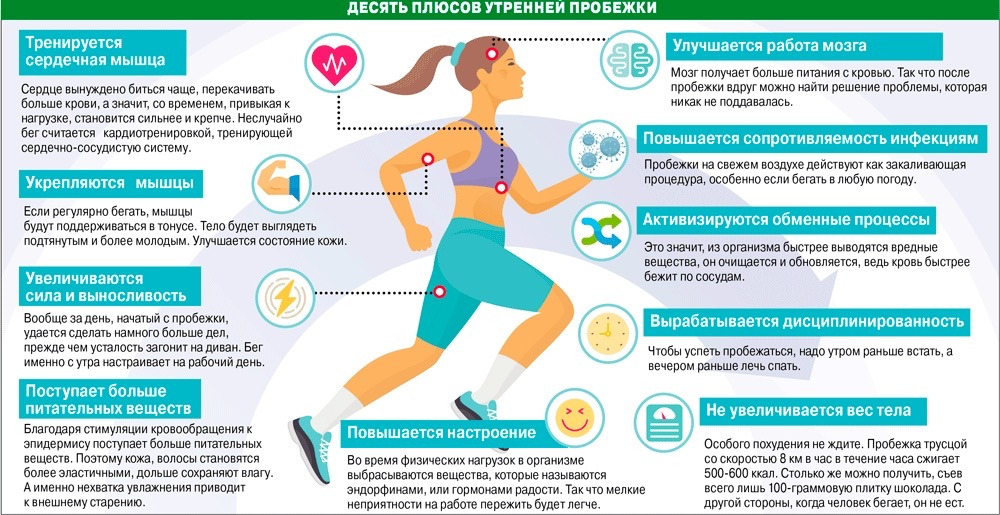 ДЕСЯТЬ ПЛЮСОВ УТРЕННЕЙ ПРОБЕЖКИ
Тренируется
сердечная мышца
Сердце вынуждено биться чаще, перекачивать
больше крови, а значит, со временем, привыкая к
нагрузке, становится сильнее и крепче. Неслучайно
бег считается кардиотренировкой, тренирующей
сердечно-сосудистую систему.
Укрепляются мышцы
Если регулярно бегать, мышцы
будут поддерживаться в тонусе. Тело будет выглядеть
подтянутым и более молодым. Улучшается состояние кожи.
Увеличиваются
сила и выносливость
Вообще за день, начатый с пробежки,
удается сделать намного больше дел,
прежде чем усталость загонит на диван. Бег
именно с утра настраивает на рабочий день.
Поступает больше
питательных веществ
Благодаря стимуляции кровообращения к
эпидермису поступает больше питательных
веществ. Поэтому кожа, волосы становятся
более эластичными, дольше сохраняют влагу.
А именно нехватка увлажнения приводит
к внешнему старению.
Повышается настроение
Во время физических нагрузок в организме
выбрасываются вещества, которые называются
эндорфинами, или гормонами радости. Так что мелкие
неприятности на работе пережить будет легче.
Улучшается работа мозга
Мозг получает больше питания с кровью. Так что после
пробежки вдруг можно найти решение проблемы, которая
никак не поддавалась.
Повышается сопротивляемость инфекциям
Пробежки на свежем воздухе действуют как закаливающая
процедура, особенно если бегать в любую погоду.
Активизируются обменные процессы
Это значит, из организма быстрее выводятся вредные
вещества, он очищается и обновляется, ведь кровь быстрее
бежит по сосудам.
Вырабатывается дисциплинированность
Чтобы успеть пробежаться, надо утром раньше встать, а
вечером раньше лечь спать.
Не увеличивается вес тела
Особого похудения не ждите. Пробежка трусцой
со скоростью 8 км в час в течение часа сжигает
500-600 ккал. Столько же можно получить, съев
всего лишь 100-граммовую плитку шоколада. С
другой стороны, когда человек бегает, он не ест.